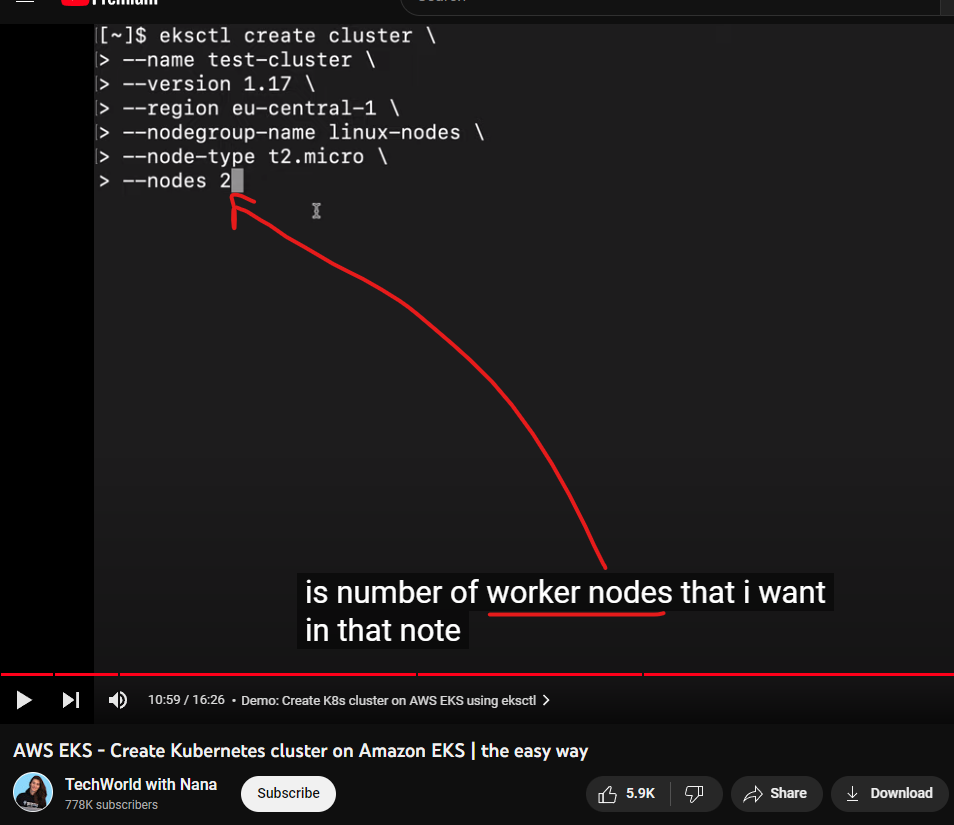 Premium
Search
[~]$ eksctl create cluster \
> --name test-cluster \
> --version 1.17 \
> --region eu-central-1 \
> --nodegroup-name linux-nodes \
> --node-type t2.micro \
> --nodes 2
is number of worker nodes that i want
in that note
10:59 / 16:26 • Demo: Create K8s cluster on AWS EKS using eksctl >
AWS EKS - Create Kubernetes cluster on Amazon EKS | the easy way
TechWorld with Nana
778K subscribers
Subscribe
5.9K
Share
Download